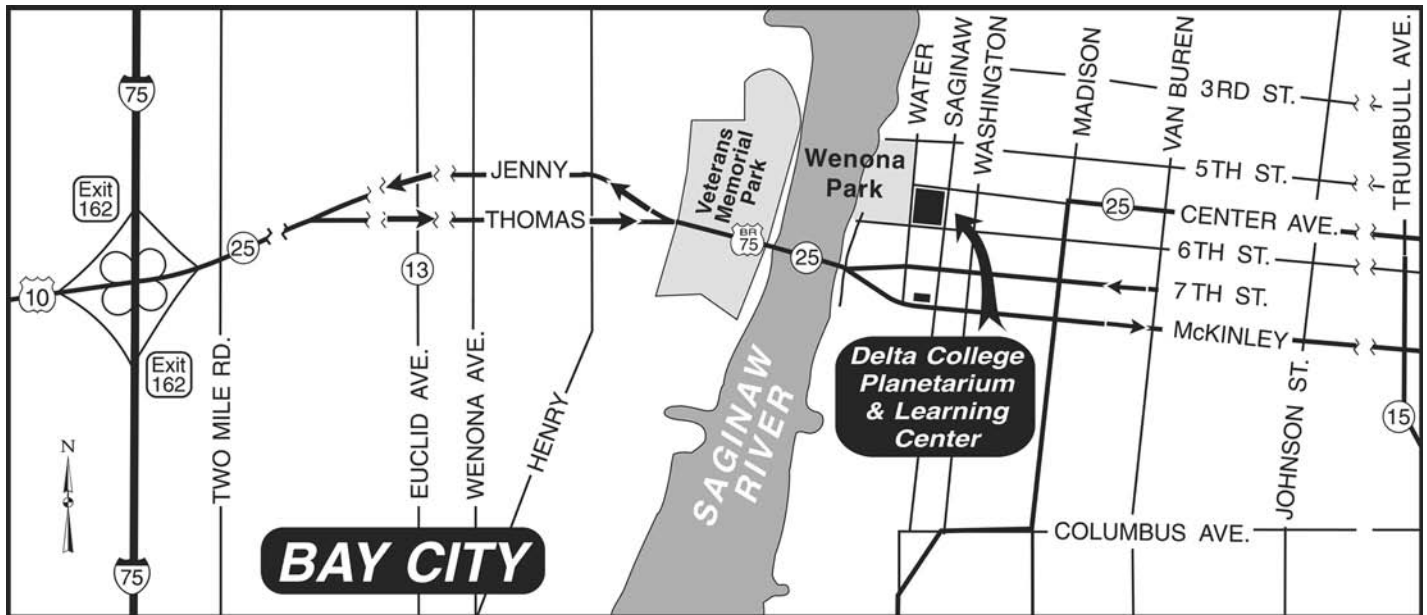 75
Exit
162
10
25
Exit
162
N
75
TWO MILE RD.
13
EUCLID AVE.
WENONA AVE.
HENRY
JENNY
THOMAS
BAY CITY
Veterans
Memorial
Park
BR
75
25
SAGINAW
RIVER
Wenona
Park
WATER
SAGINAW
WASHINGTON
MADISON
VAN BUREN
JOHNSON ST.
TRUMBULL AVE.
3RD ST.
5TH ST.
25
CENTER AVE.
6TH ST.
7TH ST.
McKINLEY
15
COLUMBUS AVE.
Delta College
Planetarium
& Learning
Center